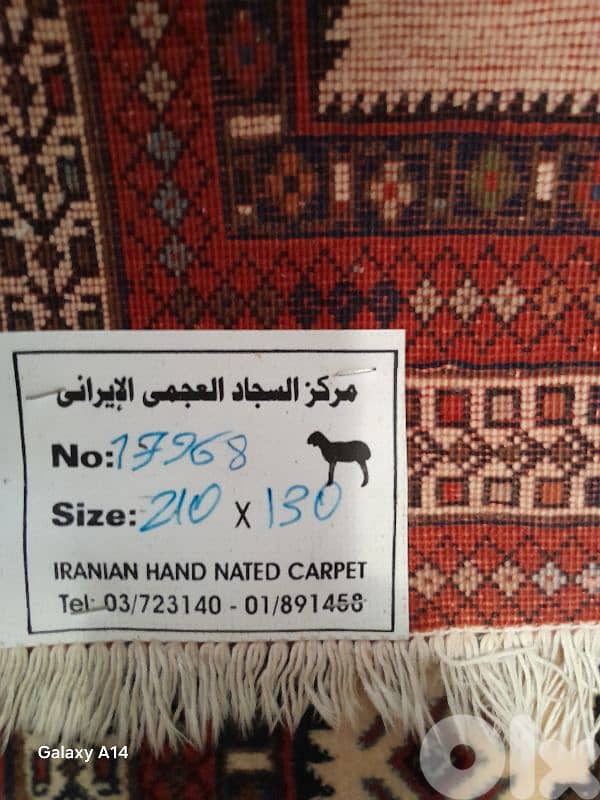 مركز السجاد العجمى الإيرانى
No: 17968
Size: 210 X 130
IRANIAN HAND NATED CARPET
Tel: 03/723140 - 01/891458
Galaxy A14
olx